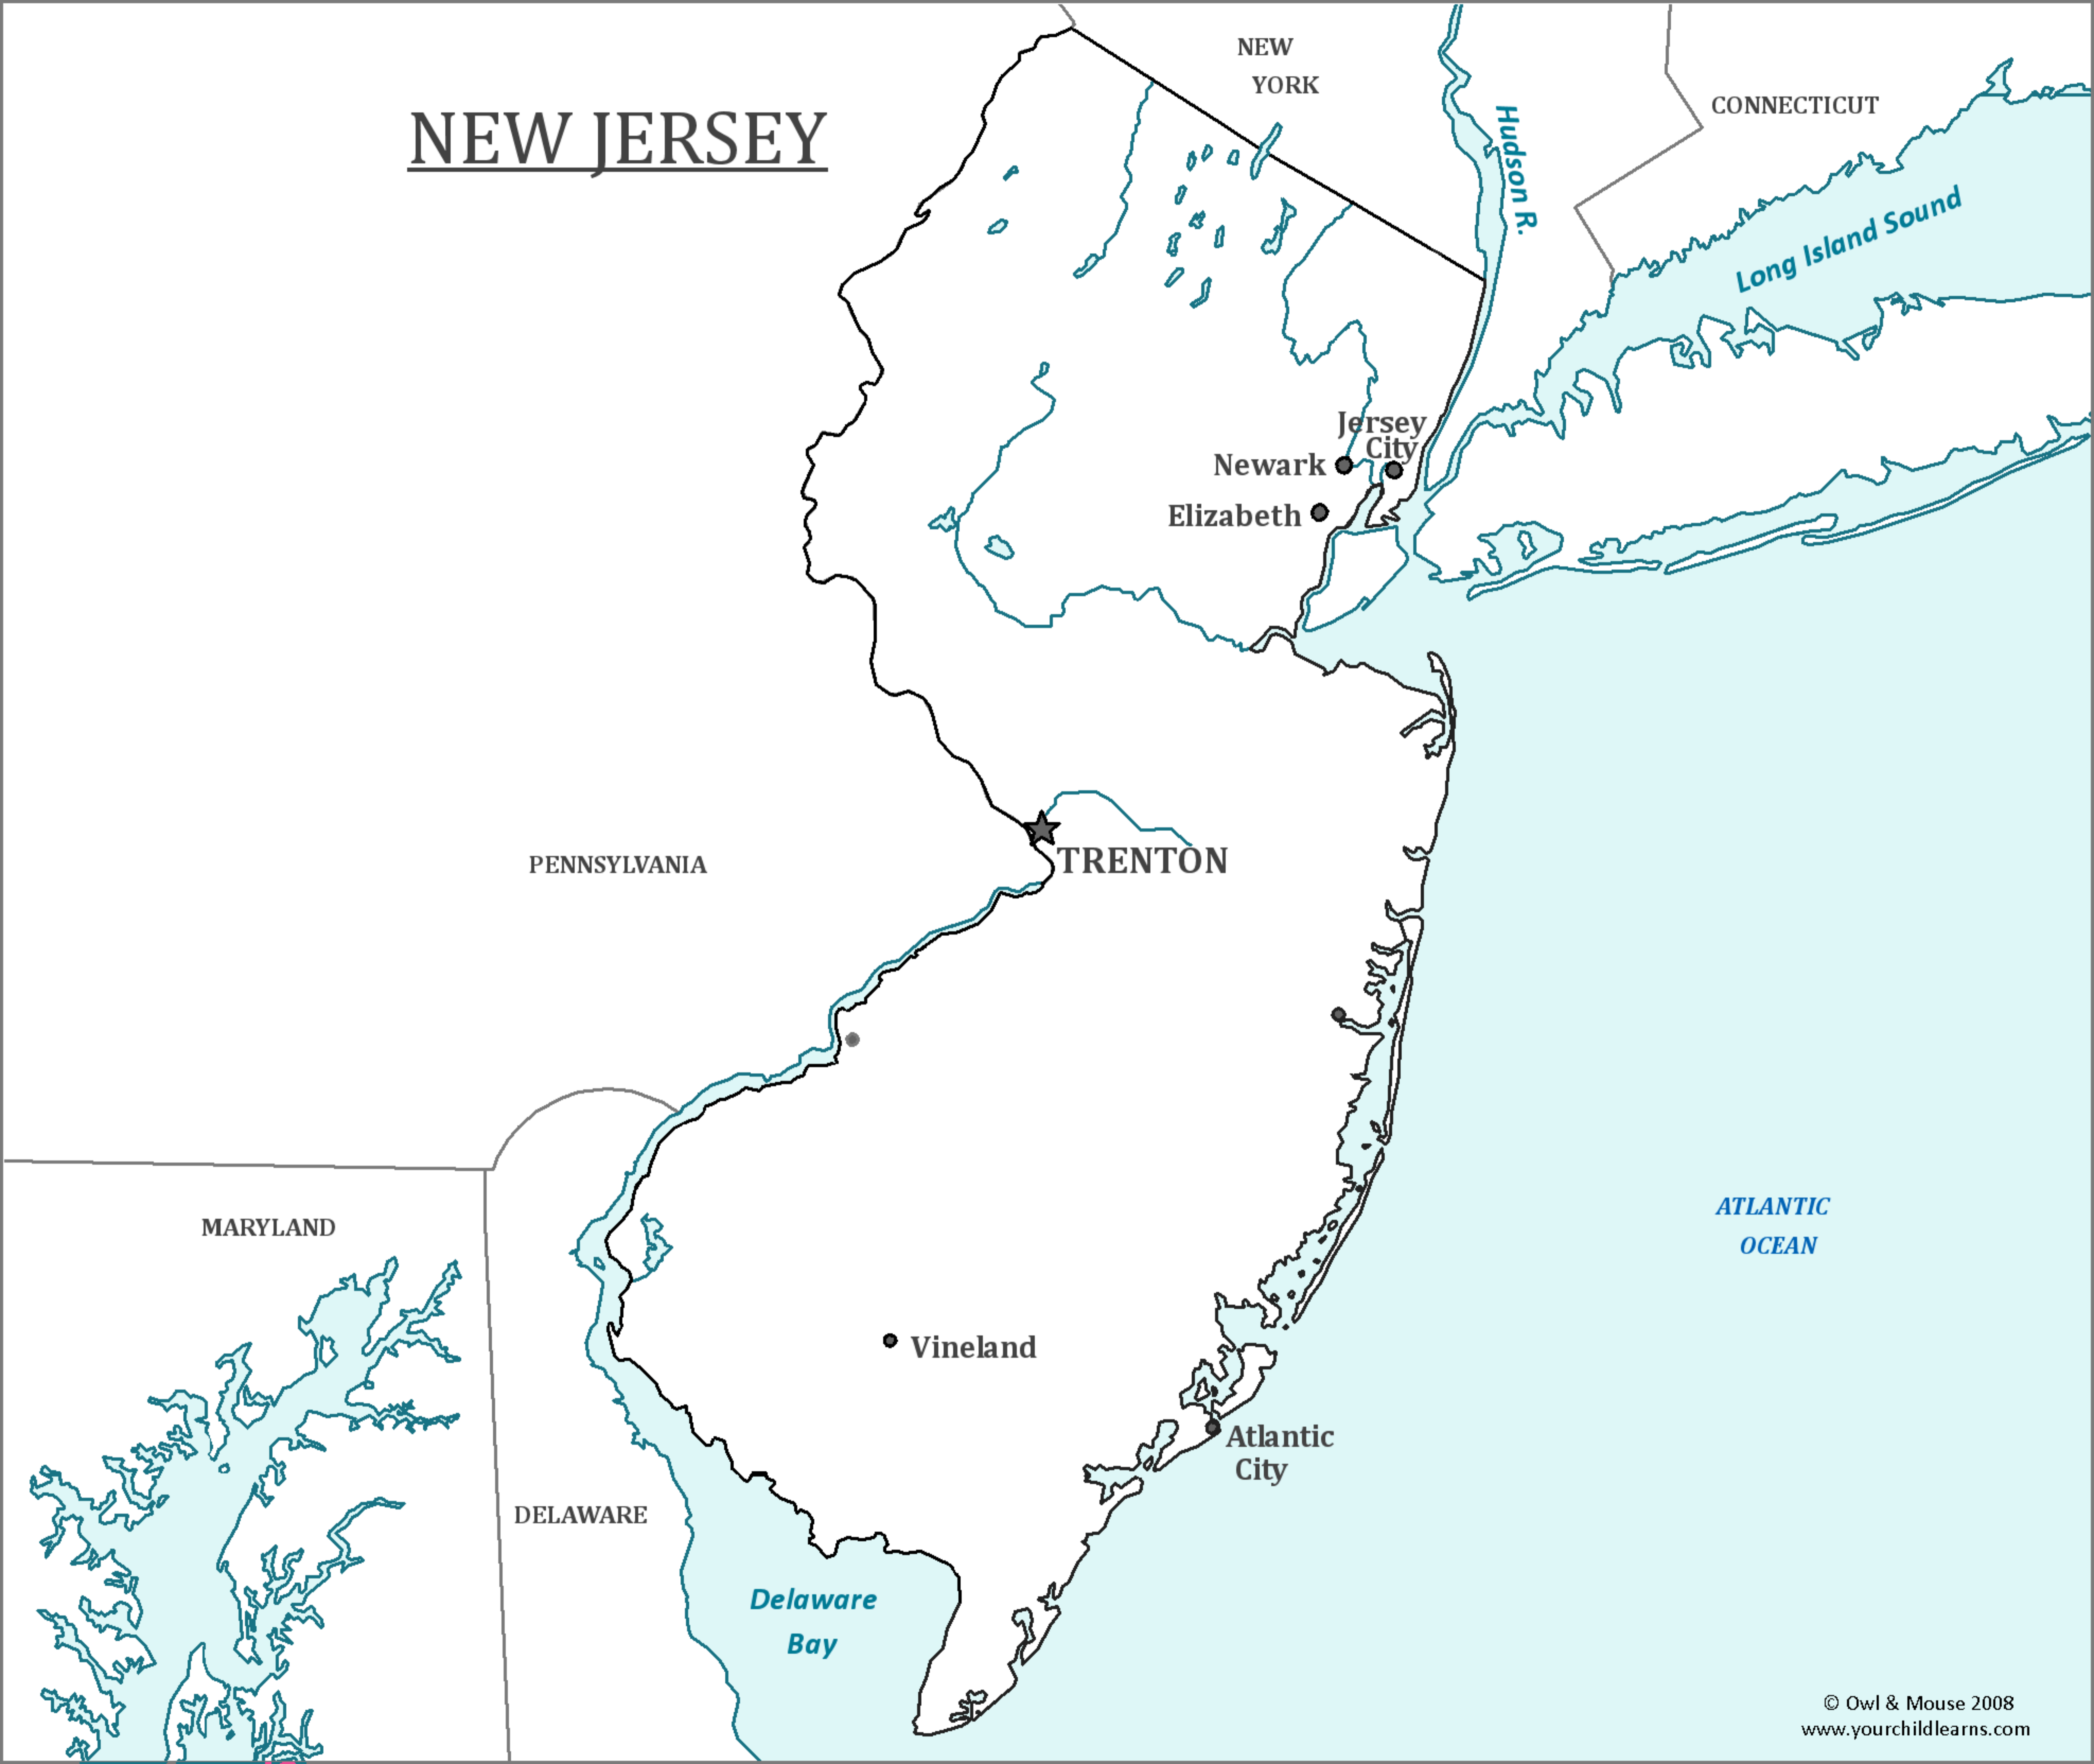 NEW JERSEY
NEW
YORK
CONNECTICUT
Hudson R.
Long Island Sound
Jersey
City
Newark
Elizabeth
TRENTON
PENNSYLVANIA
MARYLAND
ATLANTIC
OCEAN
Vineland
Atlantic
City
DELAWARE
Delaware
Bay
© Owl & Mouse 2008
www.yourchildlearns.com